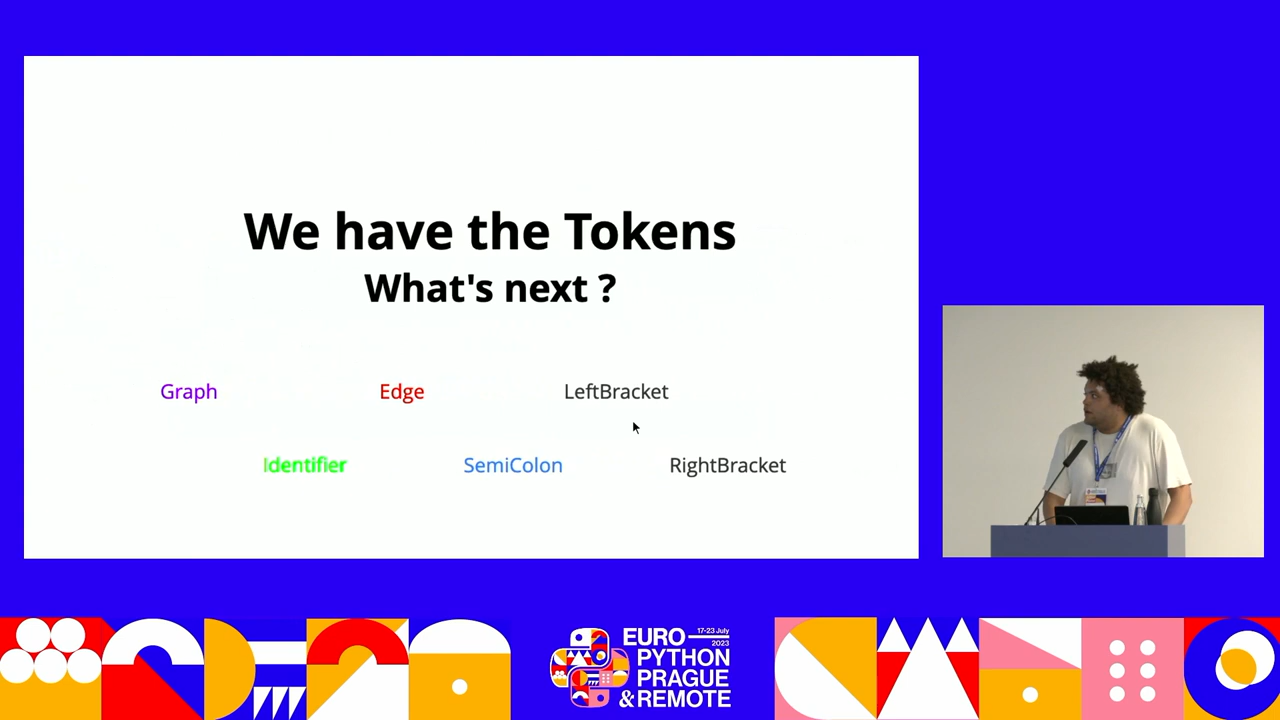 We have the Tokens
What's next ?
Graph
Edge
LeftBracket
Identifier
SemiColon
RightBracket
EURO
17-23 July
2023
PYTHON
PRAGUE
& REMOTE